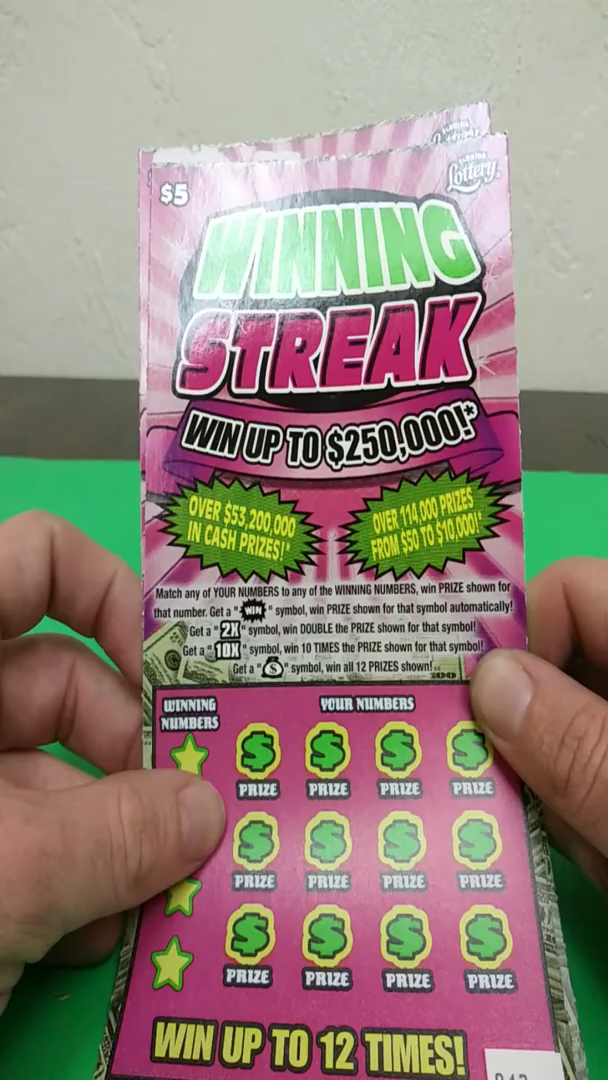 FLORIDA
Lottery
$5
WINNING
STREAK
WIN UP TO $250,000!*
OVER $53,200,000
IN CASH PRIZES!*
OVER 114,000 PRIZES
FROM $50 TO $10,000!*
Match any of YOUR NUMBERS to any of the WINNING NUMBERS, win PRIZE shown for
that number. Get a "WIN" symbol, win PRIZE shown for that symbol automatically!
Get a "2X" symbol, win DOUBLE the PRIZE shown for that symbol!
Get a "10X" symbol, win 10 TIMES the PRIZE shown for that symbol!
Get a "$" symbol, win all 12 PRIZES shown!
100
WINNING
NUMBERS
YOUR NUMBERS
$ $ $ $
PRIZE PRIZE PRIZE PRIZE
$ $ $ $
PRIZE PRIZE PRIZE PRIZE
$ $ $ $
PRIZE PRIZE PRIZE PRIZE
WIN UP TO 12 TIMES!